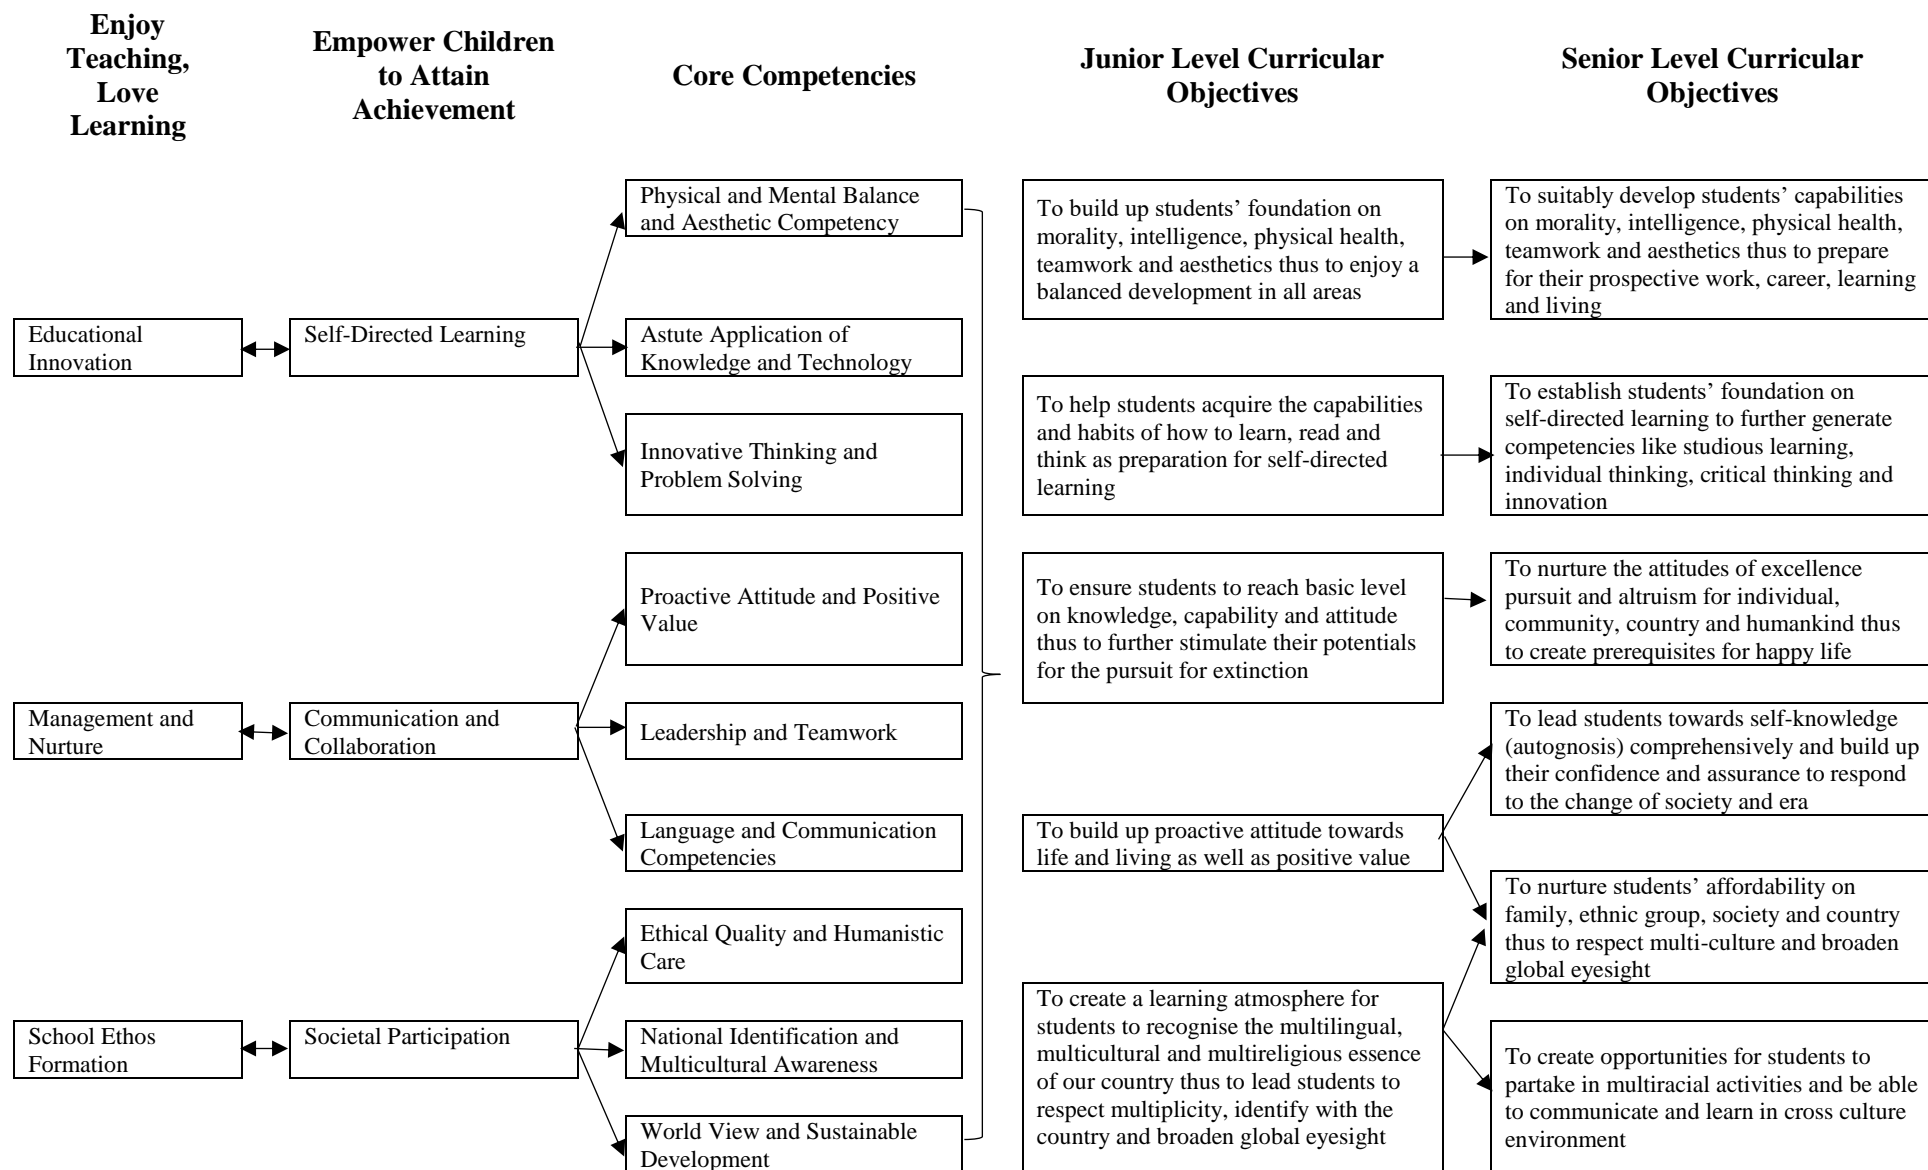 Enjoy
Teaching,
Love
Learning
Empower Children
to Attain
Achievement
Core Competencies
Junior Level Curricular
Objectives
Senior Level Curricular
Objectives
Educational
Innovation
Management and
Nurture
School Ethos
Formation
Self-Directed Learning
Communication and
Collaboration
Societal Participation
Physical and Mental Balance
and Aesthetic Competency
Astute Application of
Knowledge and Technology
Innovative Thinking and
Problem Solving
Proactive Attitude and Positive
Value
Leadership and Teamwork
Language and Communication
Competencies
Ethical Quality and Humanistic
Care
National Identification and
Multicultural Awareness
World View and Sustainable
Development
To build up students’ foundation on
morality, intelligence, physical health,
teamwork and aesthetics thus to enjoy a
balanced development in all areas
To help students acquire the capabilities
and habits of how to learn, read and
think as preparation for self-directed
learning
To ensure students to reach basic level
on knowledge, capability and attitude
thus to further stimulate their potentials
for the pursuit for extinction
To build up proactive attitude towards
life and living as well as positive value
To create a learning atmosphere for
students to recognise the multilingual,
multicultural and multireligious essence
of our country thus to lead students to
respect multiplicity, identify with the
country and broaden global eyesight
To suitably develop students’ capabilities
on morality, intelligence, physical health,
teamwork and aesthetics thus to prepare
for their prospective work, career, learning
and living
To establish students’ foundation on
self-directed learning to further generate
competencies like studious learning,
individual thinking, critical thinking and
innovation
To nurture the attitudes of excellence
pursuit and altruism for individual,
community, country and humankind thus
to create prerequisites for happy life
To lead students towards self-knowledge
(autognosis) comprehensively and build up
their confidence and assurance to respond
to the change of society and era
To nurture students’ affordability on
family, ethnic group, society and country
thus to respect multi-culture and broaden
global eyesight
To create opportunities for students to
partake in multiracial activities and be able
to communicate and learn in cross culture
environment